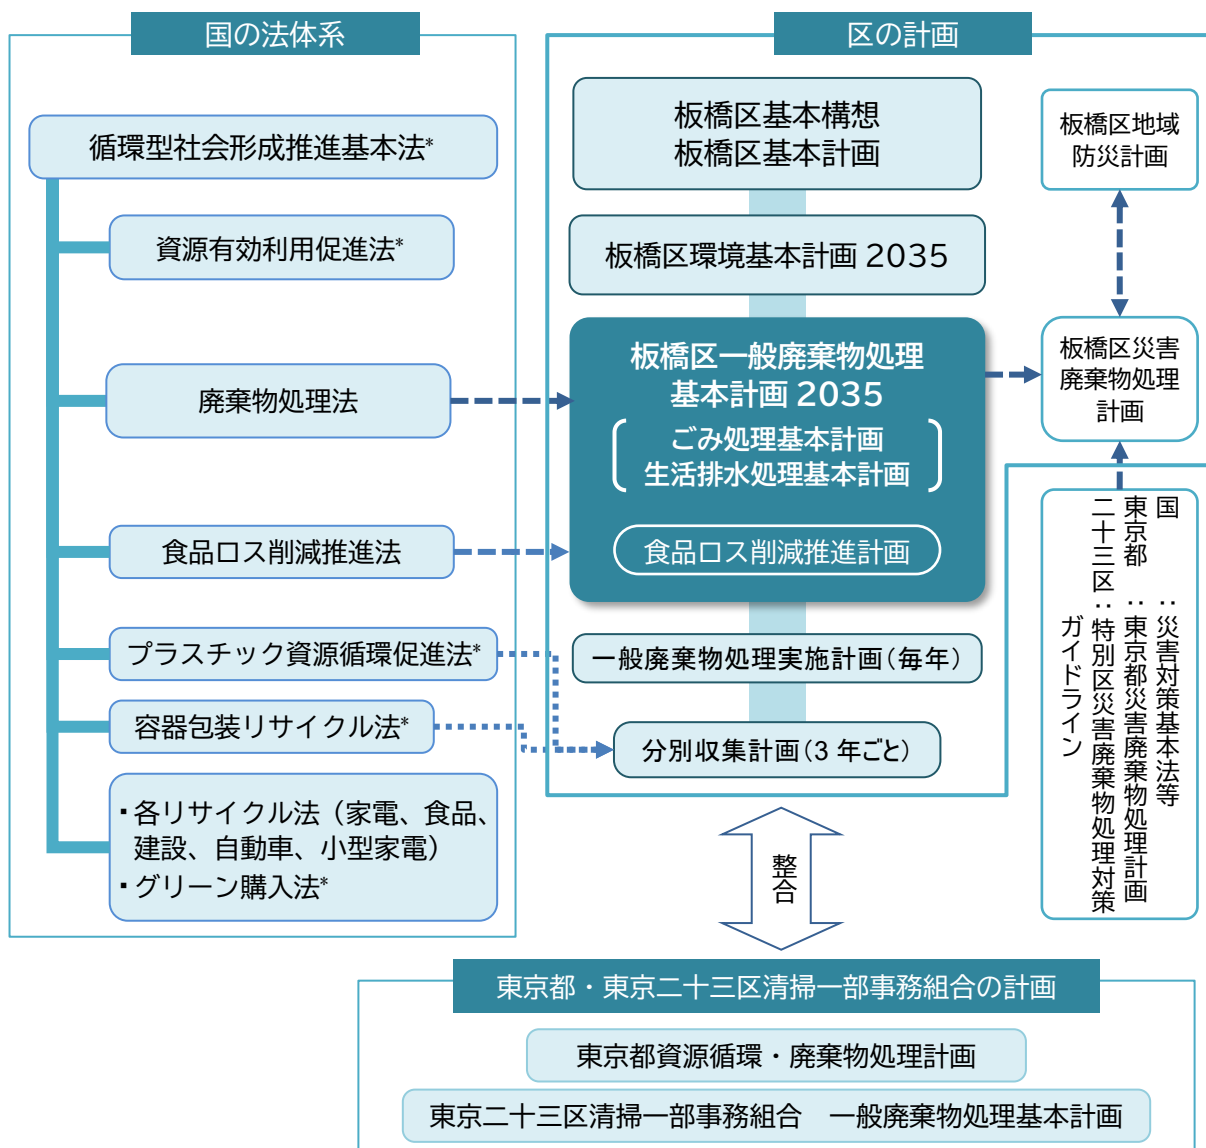 国の法体系
循環型社会形成推進基本法*
資源有効利用促進法*
廃棄物処理法
食品ロス削減推進法
プラスチック資源循環促進法*
容器包装リサイクル法*
・各リサイクル法（家電、食品、
建設、自動車、小型家電）
・グリーン購入法*
区の計画
板橋区基本構想
板橋区基本計画
板橋区環境基本計画 2035
板橋区一般廃棄物処理
基本計画 2035
ごみ処理基本計画
生活排水処理基本計画
食品ロス削減推進計画
一般廃棄物処理実施計画（毎年）
分別収集計画（3 年ごと）
板橋区地域
防災計画
板橋区災害
廃棄物処理
計画
国　：災害対策基本法等
東京都　：東京都災害廃棄物処理計画
二十三区：特別区災害廃棄物処理対策
ガイドライン
整合
東京都・東京二十三区清掃一部事務組合の計画
東京都資源循環・廃棄物処理計画
東京二十三区清掃一部事務組合　一般廃棄物処理基本計画